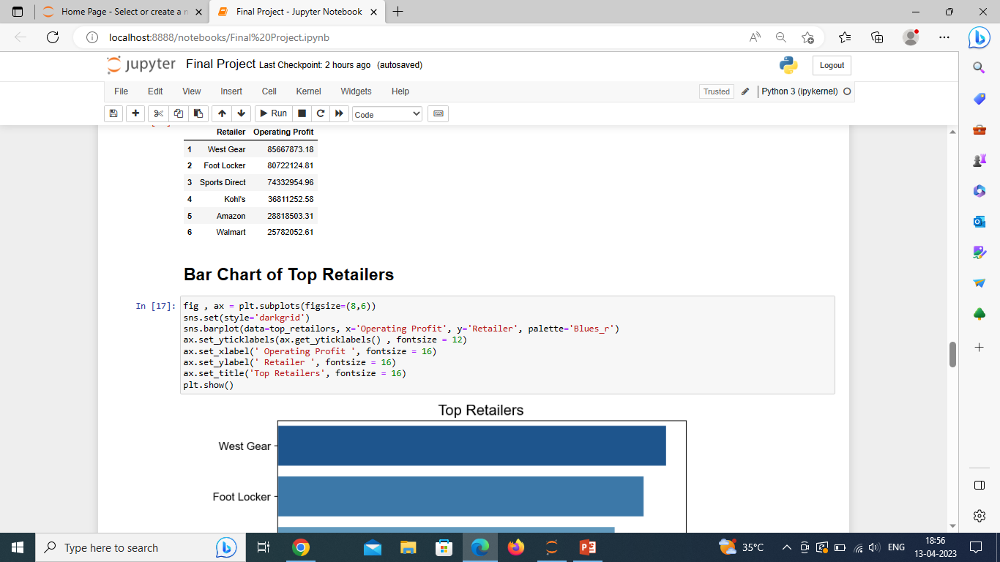 Home Page - Select or create a n
Final Project - Jupyter Notebook
localhost:8888/notebooks/Final%20Project.ipynb
jupyter Final Project Last Checkpoint: 2 hours ago (autosaved)
Logout
File Edit View Insert Cell Kernel Widgets Help
Trusted Python 3 (ipykernel)
Run Code
Retailer Operating Profit
1 West Gear 85667873.18
2 Foot Locker 80722124.81
3 Sports Direct 74332954.96
4 Kohl's 36811252.58
5 Amazon 28818503.31
6 Walmart 25782052.61
Bar Chart of Top Retailers
In [17]: fig , ax = plt.subplots(figsize=(8,6))
sns.set(style='darkgrid')
sns.barplot(data=top_retailors, x='Operating Profit', y='Retailer', palette='Blues_r')
ax.set_yticklabels(ax.get_yticklabels() , fontsize = 12)
ax.set_xlabel(' Operating Profit ', fontsize = 16)
ax.set_ylabel(' Retailer ', fontsize = 16)
ax.set_title('Top Retailers', fontsize = 16)
plt.show()
Top Retailers
West Gear
Foot Locker
Type here to search
35°C
ENG
18:56
13-04-2023